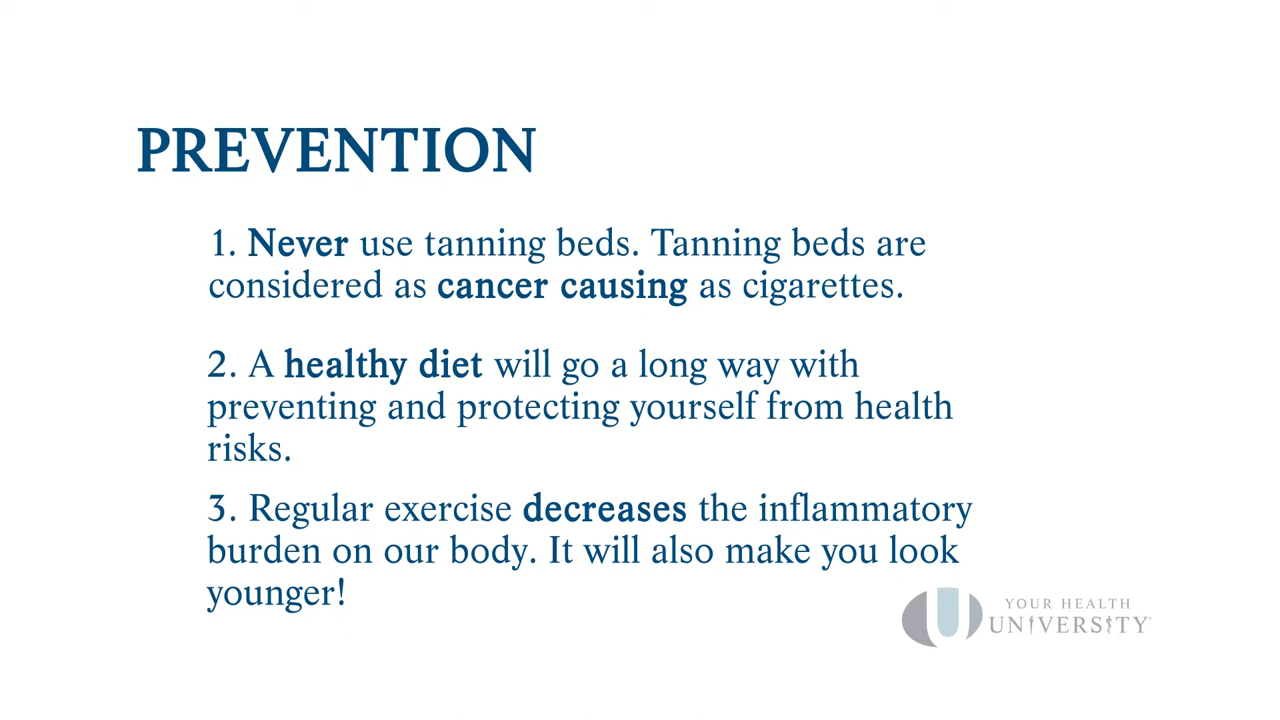 PREVENTION
1. Never use tanning beds. Tanning beds are
considered as cancer causing as cigarettes.
2. A healthy diet will go a long way with
preventing and protecting yourself from health
risks.
3. Regular exercise decreases the inflammatory
burden on our body. It will also make you look
younger!
YOUR HEALTH
UNIVERSITY